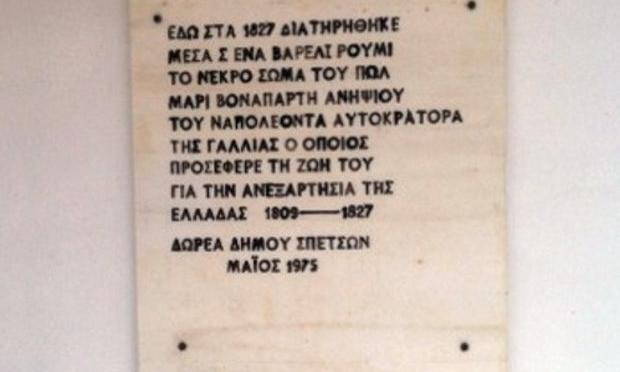 ΕΔΩ ΣΤΑ 1827 ΔΙΑΤΗΡΗΘΗΚΕ
ΜΕΣΑ Σ ΕΝΑ ΒΑΡΕΛΙ ΡΟΥΜΙ
ΤΟ ΝΕΚΡΟ ΣΩΜΑ ΤΟΥ ΠΩΛ
ΜΑΡΙ ΒΟΝΑΠΑΡΤΗ ΑΝΗΨΙΟΥ
ΤΟΥ ΝΑΠΟΛΕΟΝΤΑ ΑΥΤΟΚΡΑΤΟΡΑ
ΤΗΣ ΓΑΛΛΙΑΣ Ο ΟΠΟΙΟΣ
ΠΡΟΣΕΦΕΡΕ ΤΗ ΖΩΗ ΤΟΥ
ΓΙΑ ΤΗΝ ΑΝΕΞΑΡΤΗΣΙΑ ΤΗΣ
ΕΛΛΑΔΑΣ 1809—1827
ΔΩΡΕΑ ΔΗΜΟΥ ΣΠΕΤΣΩΝ
ΜΑΪΟΣ 1975